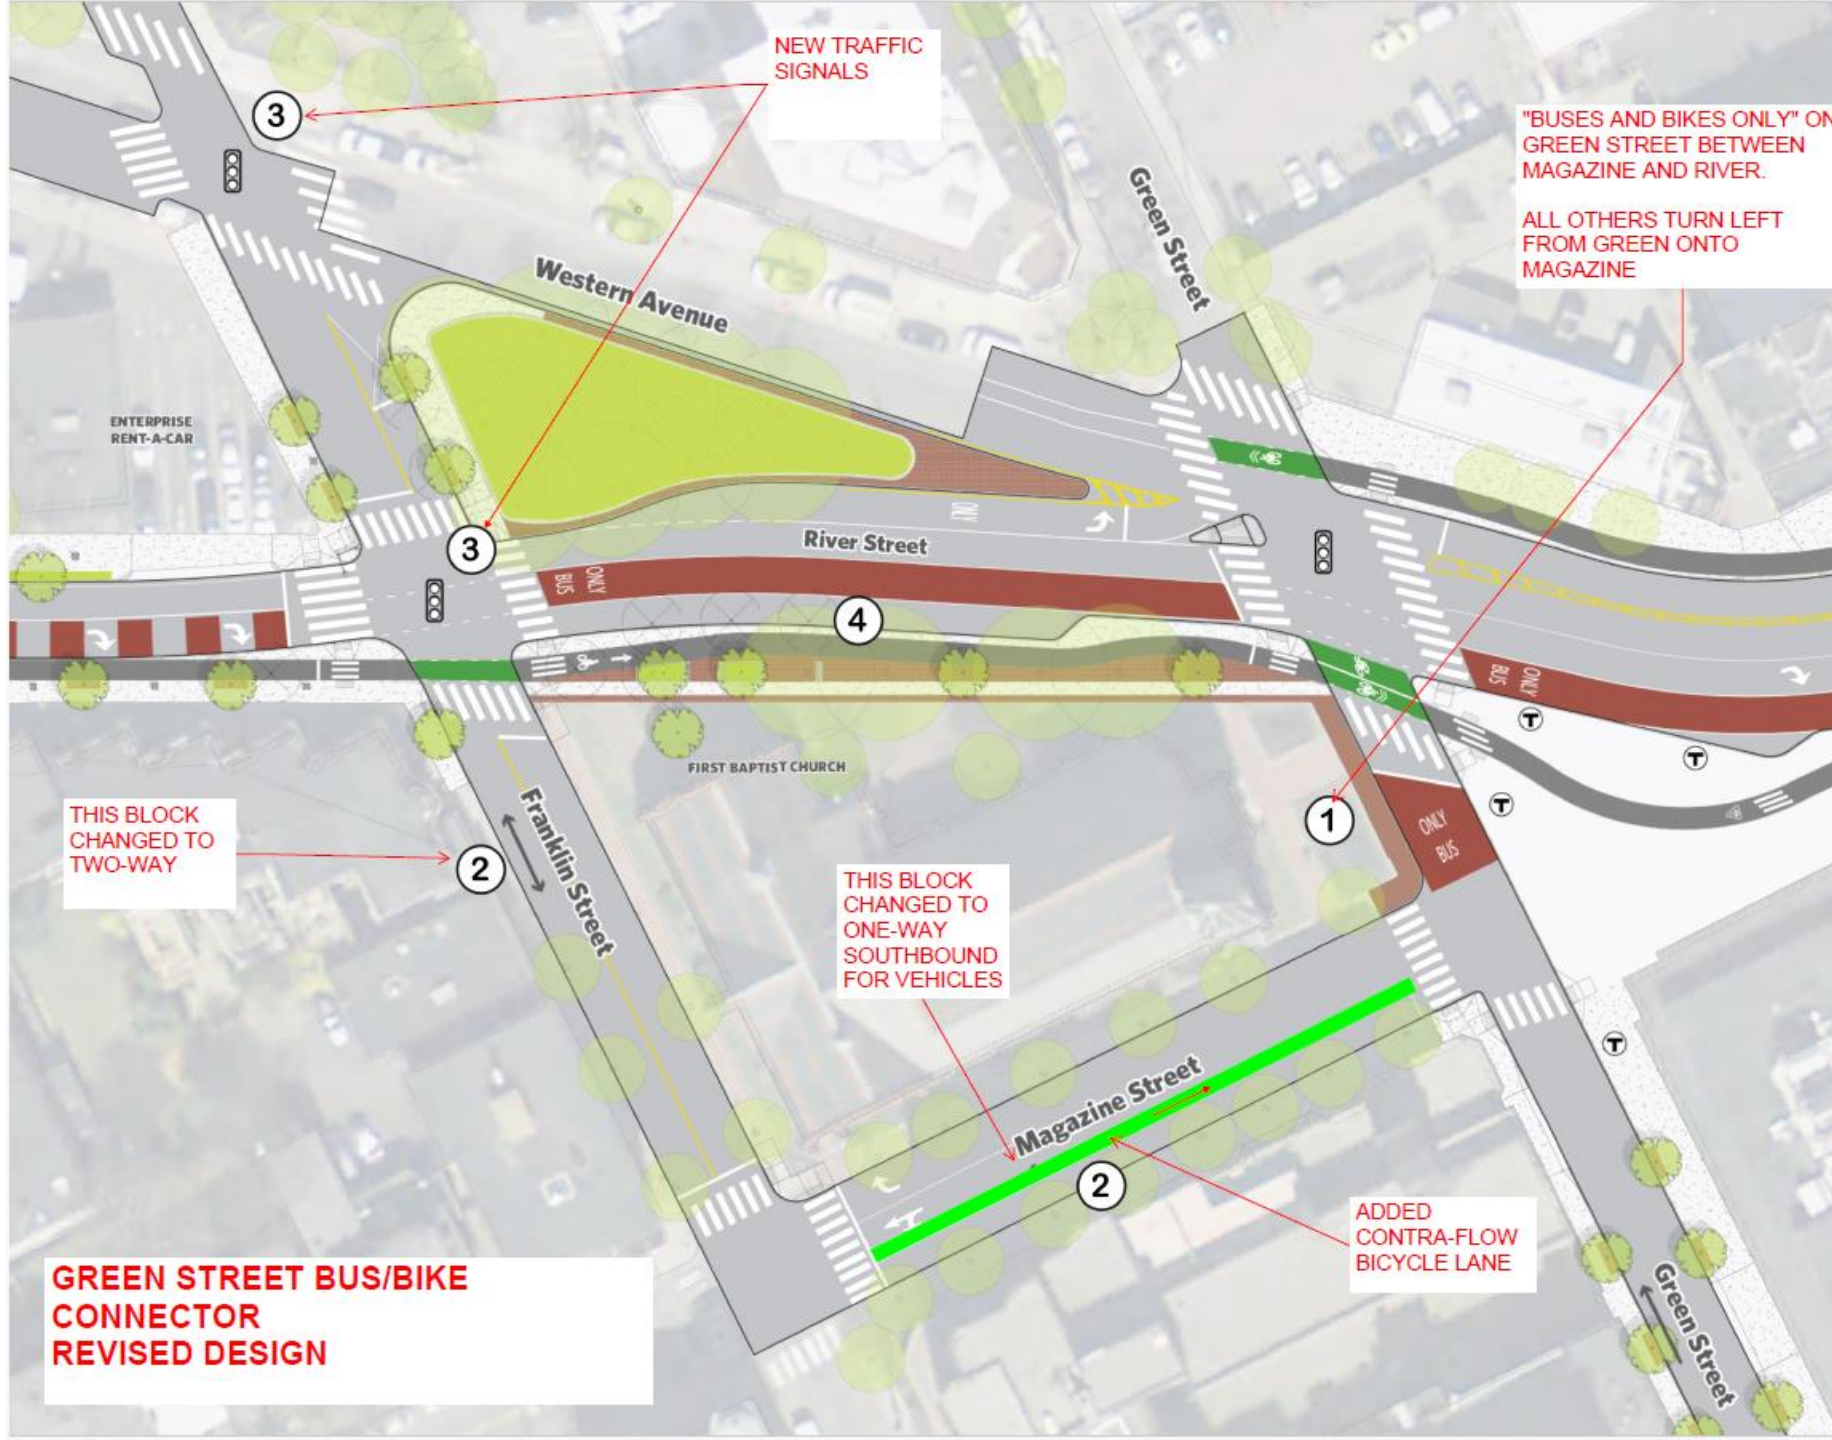 NEW TRAFFIC
SIGNALS
3
"BUSES AND BIKES ONLY" ON
GREEN STREET BETWEEN
MAGAZINE AND RIVER.
ALL OTHERS TURN LEFT
FROM GREEN ONTO
MAGAZINE
Green Street
Western Avenue
ENTERPRISE
RENT-A-CAR
ONLY
3
River Street
ONLY
BUS
4
ONLY
BUS
T
T
T
FIRST BAPTIST CHURCH
THIS BLOCK
CHANGED TO
TWO-WAY
2
Franklin Street
1
ONLY
BUS
THIS BLOCK
CHANGED TO
ONE-WAY
SOUTHBOUND
FOR VEHICLES
T
Magazine Street
2
ADDED
CONTRA-FLOW
BICYCLE LANE
GREEN STREET BUS/BIKE
CONNECTOR
REVISED DESIGN
Green Street